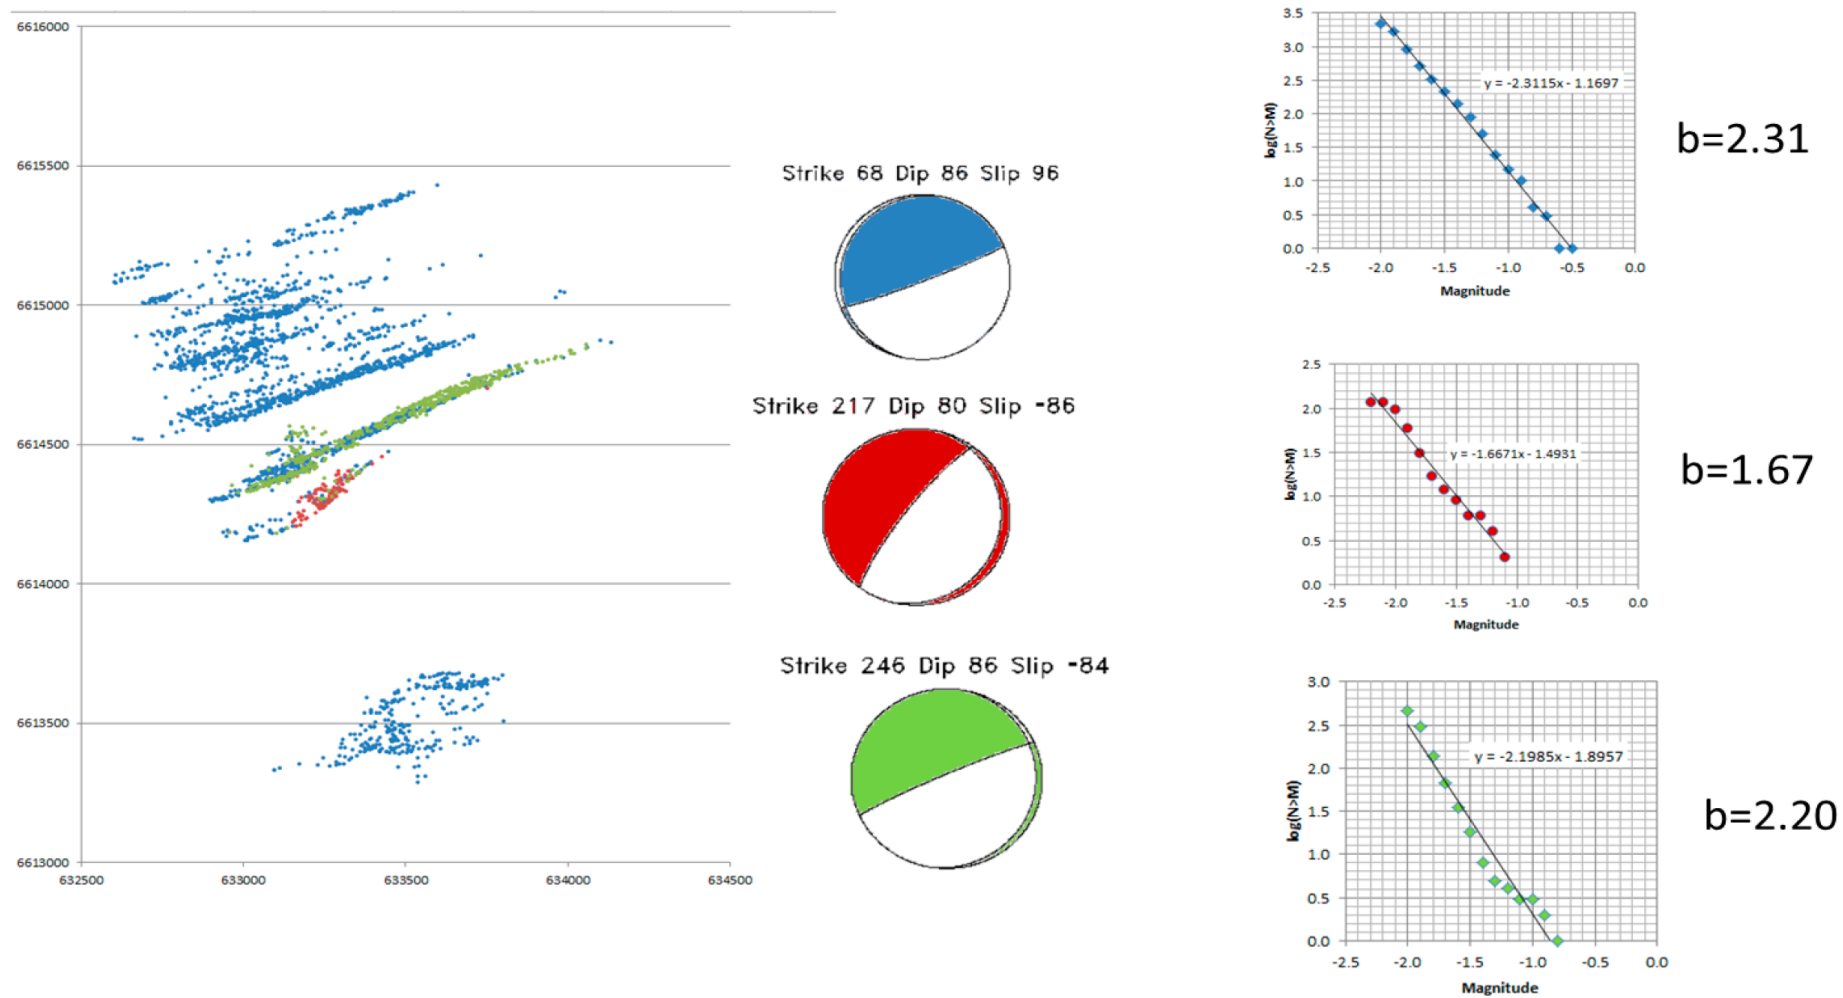 6616000
6615500
6615000
6614500
6614000
6613500
6613000
632500 633000 633500 634000 634500
Strike 68 Dip 86 Slip 96
Strike 217 Dip 80 Slip -86
Strike 246 Dip 86 Slip -84
3.5
3.0
2.5
2.0
1.5
1.0
0.5
0.0
-2.5 -2.0 -1.5 -1.0 -0.5 0.0
log(N>M)
Magnitude
y = -2.3115x - 1.1697
b=2.31
2.5
2.0
1.5
1.0
0.5
0.0
-2.5 -2.0 -1.5 -1.0 -0.5 0.0
log(N>M)
Magnitude
y = -1.6671x - 1.4931
b=1.67
3.0
2.5
2.0
1.5
1.0
0.5
0.0
-2.5 -2.0 -1.5 -1.0 -0.5 0.0
log(N>M)
Magnitude
y = -2.1985x - 1.8957
b=2.20